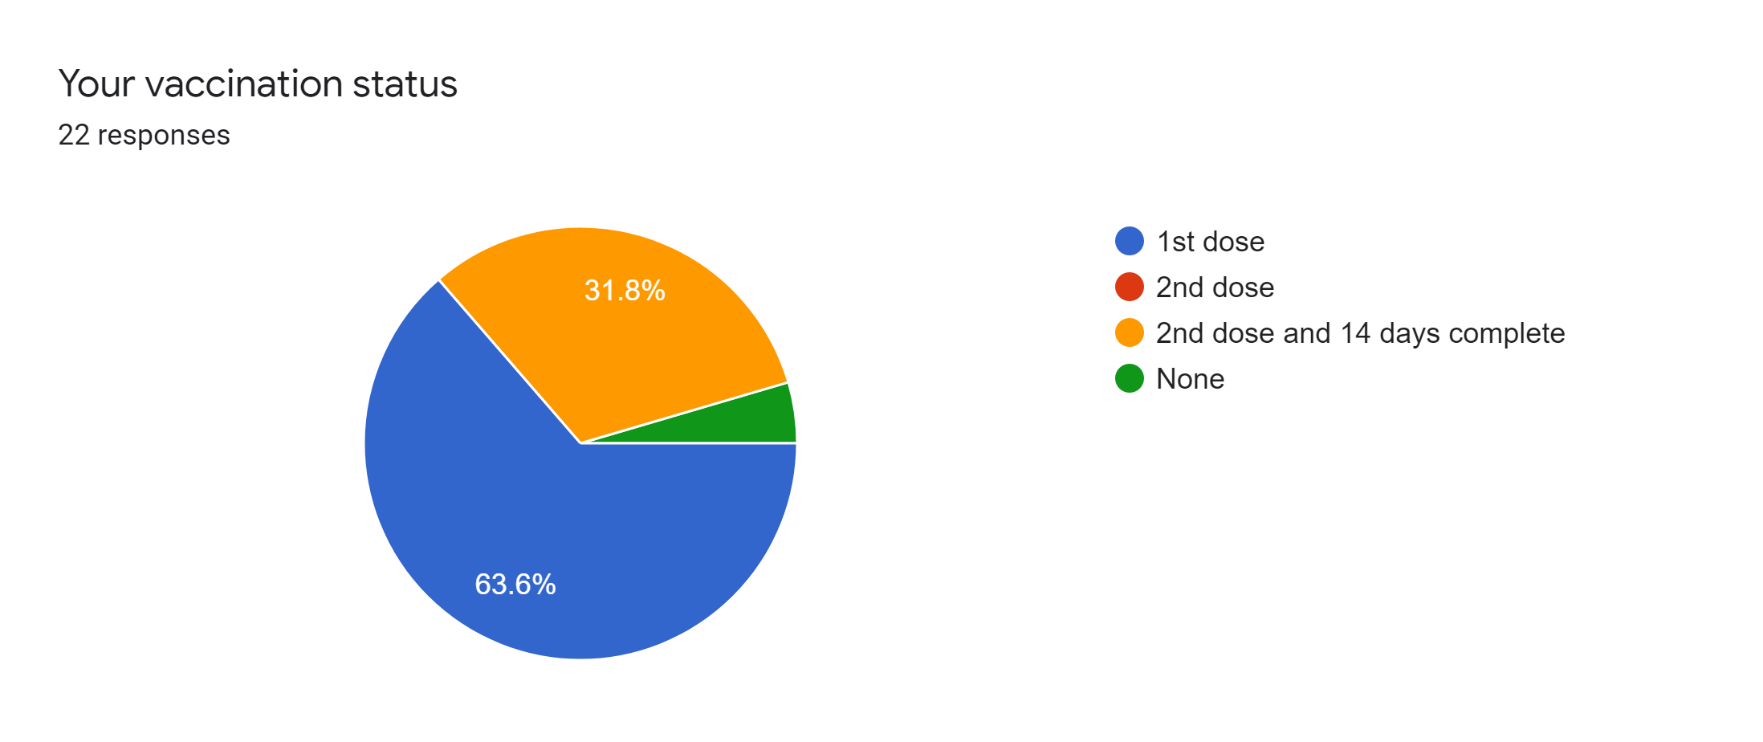 Your vaccination status
22 responses
31.8%
63.6%
1st dose
2nd dose
2nd dose and 14 days complete
None